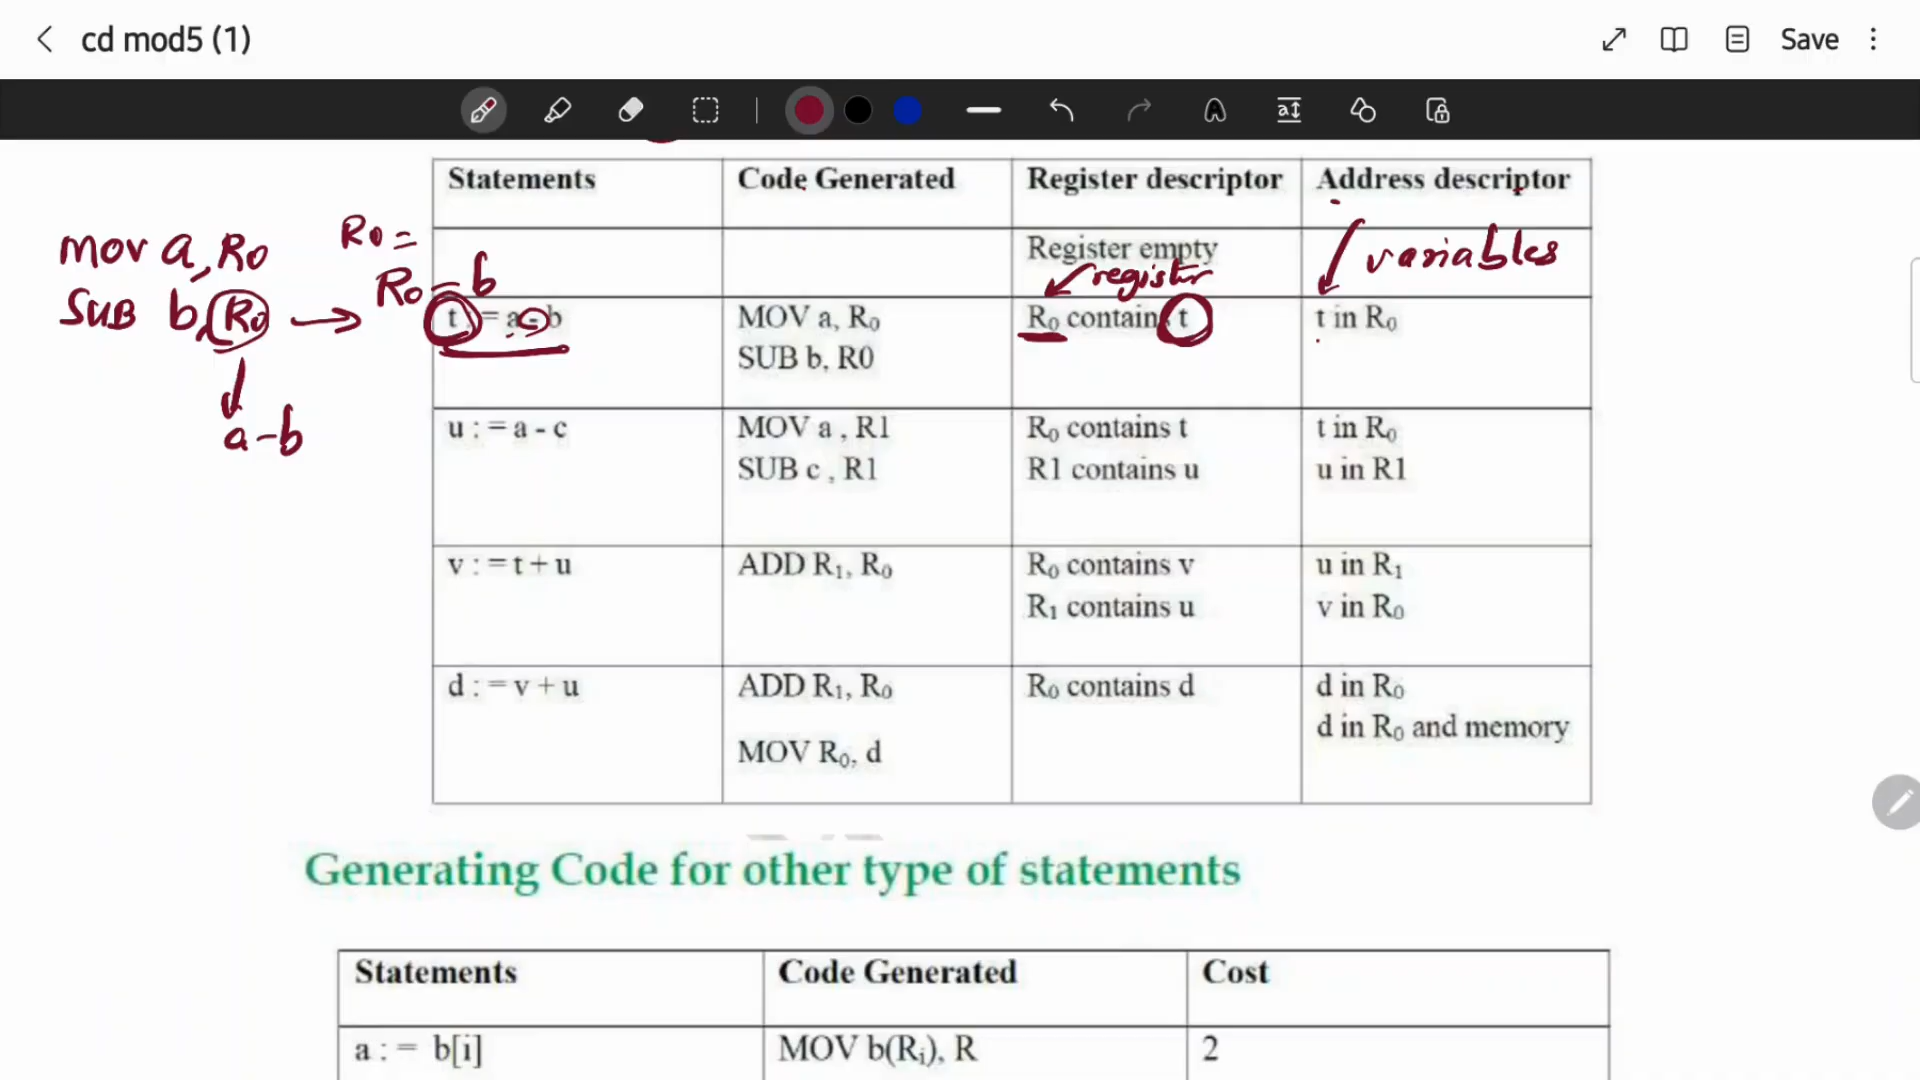 cd mod5 (1)
Save
Statements Code Generated Register descriptor Address descriptor
Register empty
mov a, R0
SUB b, R0
a-b
R0 =
R0 - b
register
variables
t : = a - b MOV a, R0 R0 contains t t in R0
SUB b, R0
u : = a - c MOV a , R1 R0 contains t t in R0
SUB c , R1 R1 contains u u in R1
v : = t + u ADD R1, R0 R0 contains v u in R1
R1 contains u v in R0
d : = v + u ADD R1, R0 R0 contains d d in R0
d in R0 and memory
MOV R0, d
Generating Code for other type of statements
Statements Code Generated Cost
a : = b[i] MOV b(Ri), R 2